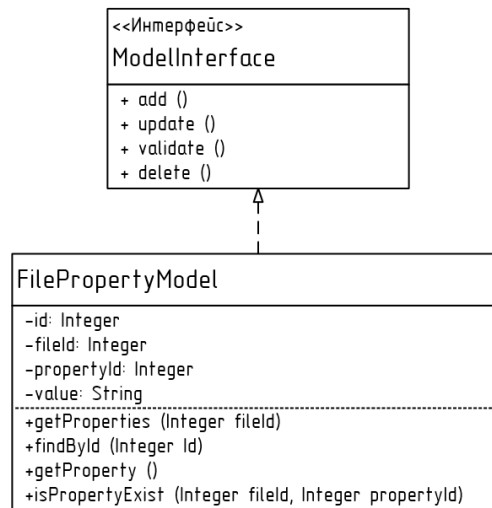 <<Интерфейс>>
ModelInterface
+ add ()
+ update ()
+ validate ()
+ delete ()
FilePropertyModel
-id: Integer
-fileId: Integer
-propertyId: Integer
-value: String
+getProperties (Integer fileId)
+findById (Integer Id)
+getProperty ()
+isPropertyExist (Integer fileId, Integer propertyId)